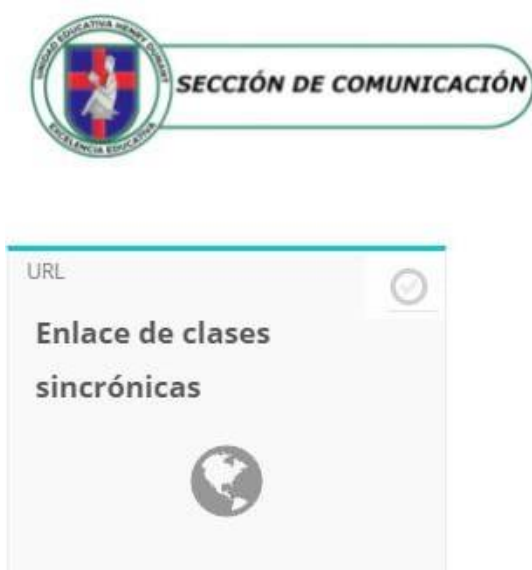 UNIDAD EDUCATIVA HENRY DUNANT
EXCELENCIA EDUCATIVA
SECCIÓN DE COMUNICACIÓN
URL
Enlace de clases
sincrónicas